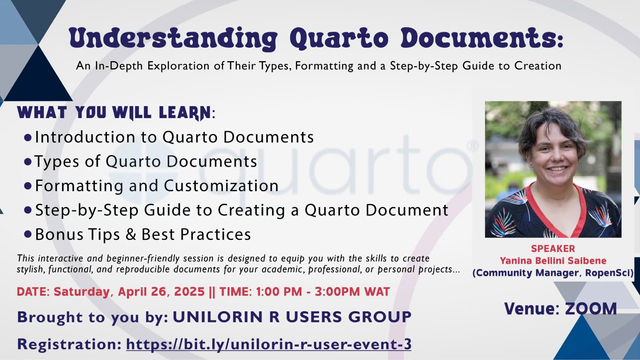 Understanding Quarto Documents:
An In-Depth Exploration of Their Types, Formatting and a Step-by-Step Guide to Creation
WHAT YOU WILL LEARN:
•Introduction to Quarto Documents
•Types of Quarto Documents
•Formatting and Customization
•Step-by-Step Guide to Creating a Quarto Document
•Bonus Tips & Best Practices
This interactive and beginner-friendly session is designed to equip you with the skills to create
stylish, functional, and reproducible documents for your academic, professional, or personal projects...
DATE: Saturday, April 26, 2025 || TIME: 1:00 PM - 3:00PM WAT
Brought to you by: UNILORIN R USERS GROUP
Registration: https://bit.ly/unilorin-r-user-event-3
quarto®
SPEAKER
Yanina Bellini Saibene
(Community Manager, RopenSci)
Venue: ZOOM